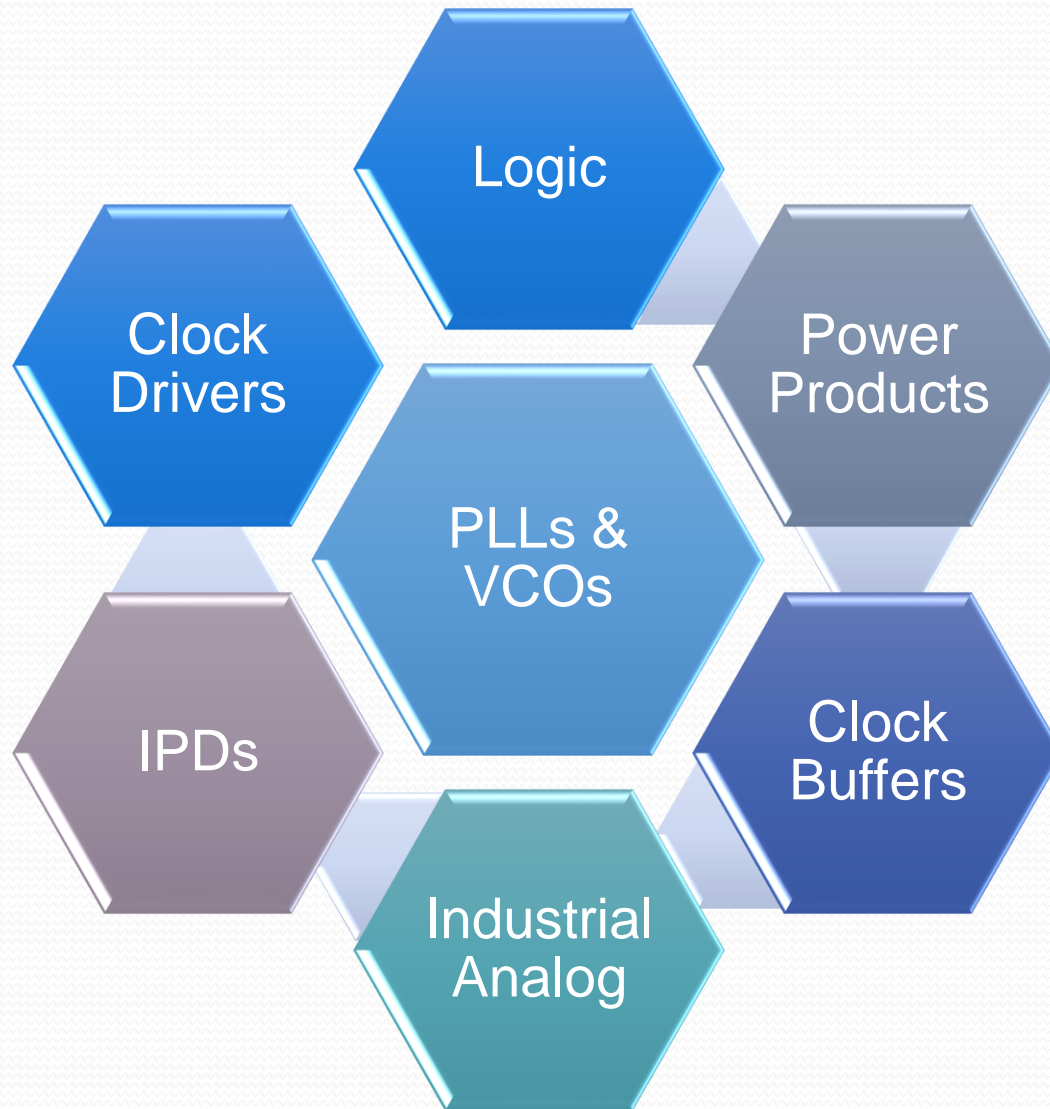 Logic
Clock
Drivers
Power
Products
PLLs &
VCOs
IPDs
Clock
Buffers
Industrial
Analog